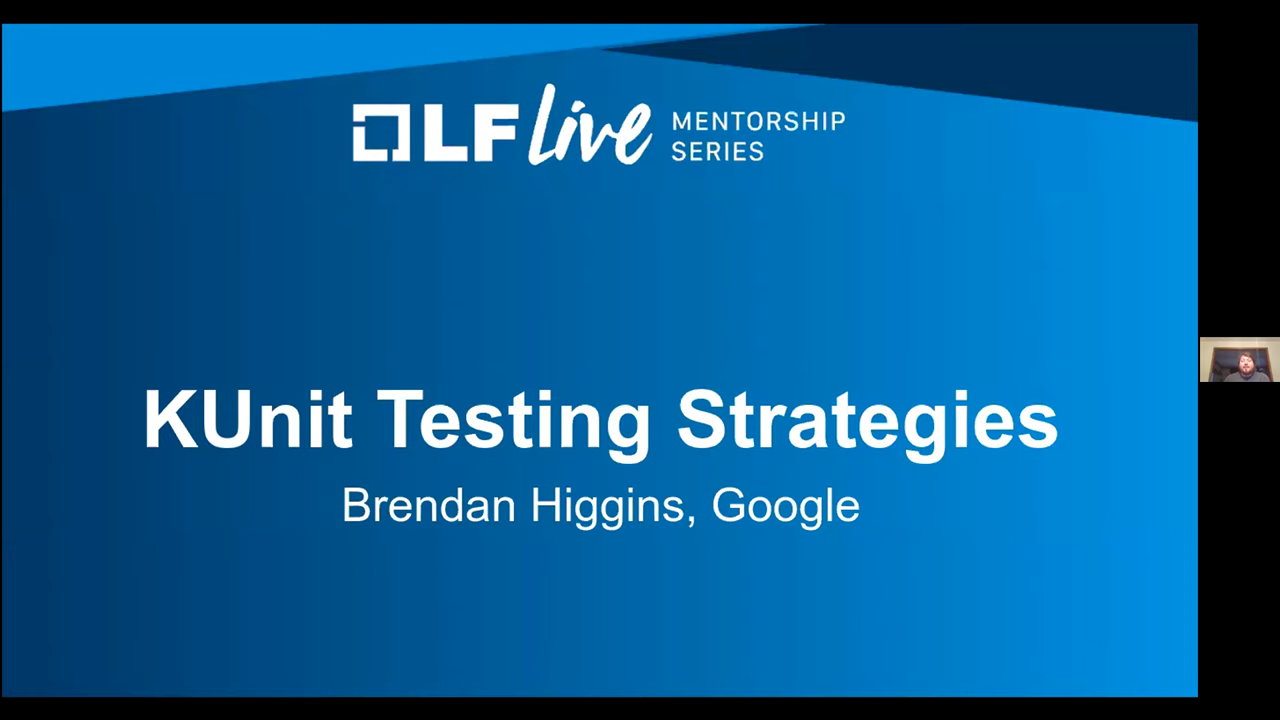 LF live MENTORSHIP
SERIES
KUnit Testing Strategies
Brendan Higgins, Google